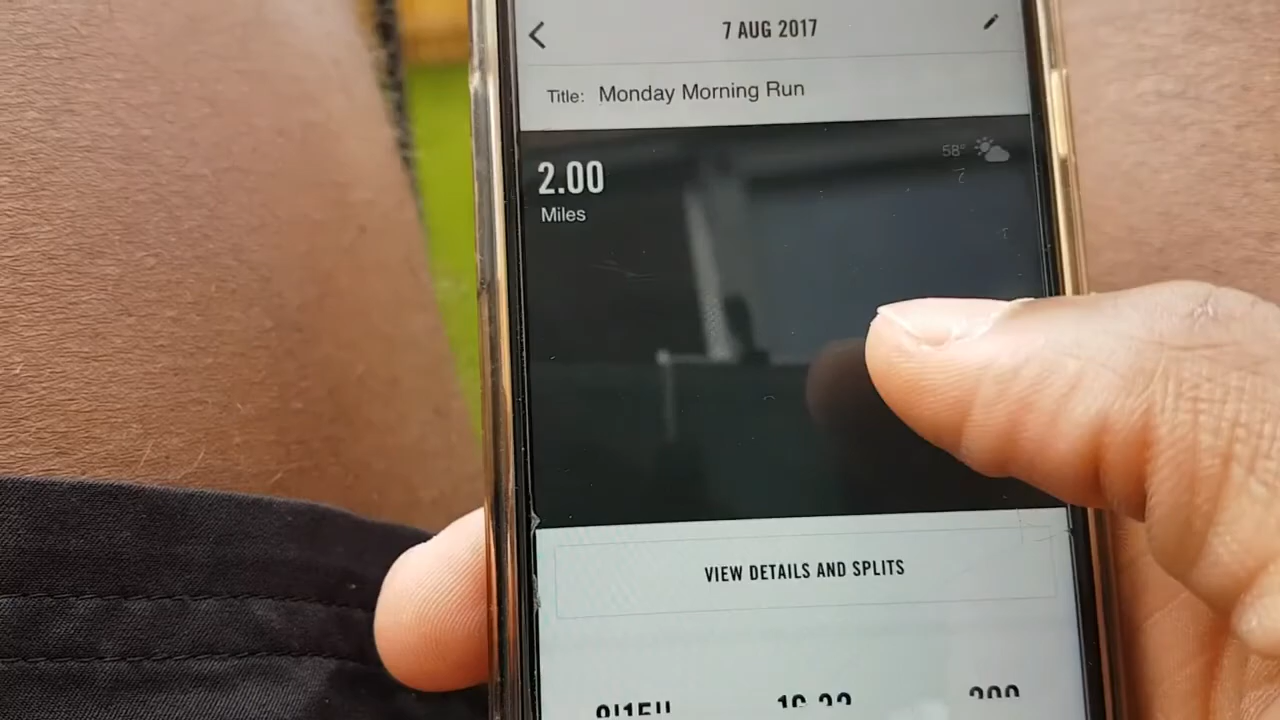 7 AUG 2017
Title: Monday Morning Run
58°
2.00
Miles
VIEW DETAILS AND SPLITS